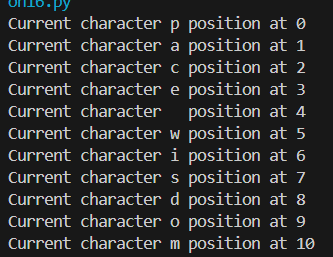 on16.py
Current character p position at 0
Current character a position at 1
Current character c position at 2
Current character e position at 3
Current character   position at 4
Current character w position at 5
Current character i position at 6
Current character s position at 7
Current character d position at 8
Current character o position at 9
Current character m position at 10